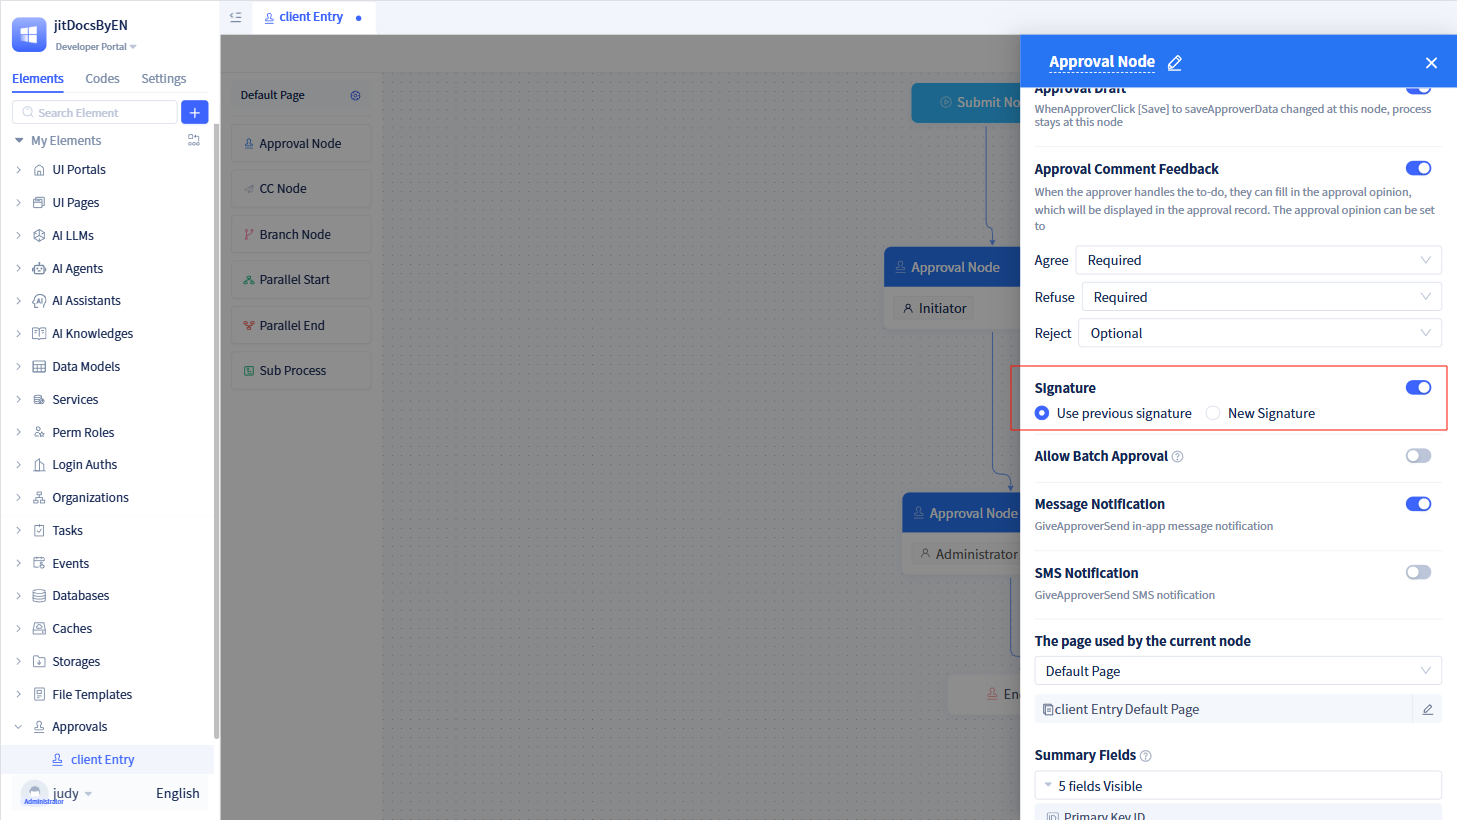 jitDocsByEN
Developer Portal
Elements Codes Settings
Search Element
My Elements
UI Portals
UI Pages
AI LLMs
AI Agents
AI Assistants
AI Knowledges
Data Models
Services
Perm Roles
Login Auths
Organizations
Tasks
Events
Databases
Caches
Storages
File Templates
Approvals
client Entry
judy
Administrator
English
client Entry
Default Page
Approval Node
CC Node
Branch Node
Parallel Start
Parallel End
Sub Process
Submit No
Approval Node
Initiator
Approval Node
Administrator
En
Approval Node
Approval Draft
WhenApproverClick [Save] to saveApproverData changed at this node, process
stays at this node
Approval Comment Feedback
When the approver handles the to-do, they can fill in the approval opinion,
which will be displayed in the approval record. The approval opinion can be set
to
Agree Required
Refuse Required
Reject Optional
Signature
Use previous signature New Signature
Allow Batch Approval
Message Notification
GiveApproverSend in-app message notification
SMS Notification
GiveApproverSend SMS notification
The page used by the current node
Default Page
client Entry Default Page
Summary Fields
5 fields Visible
Primary Key ID